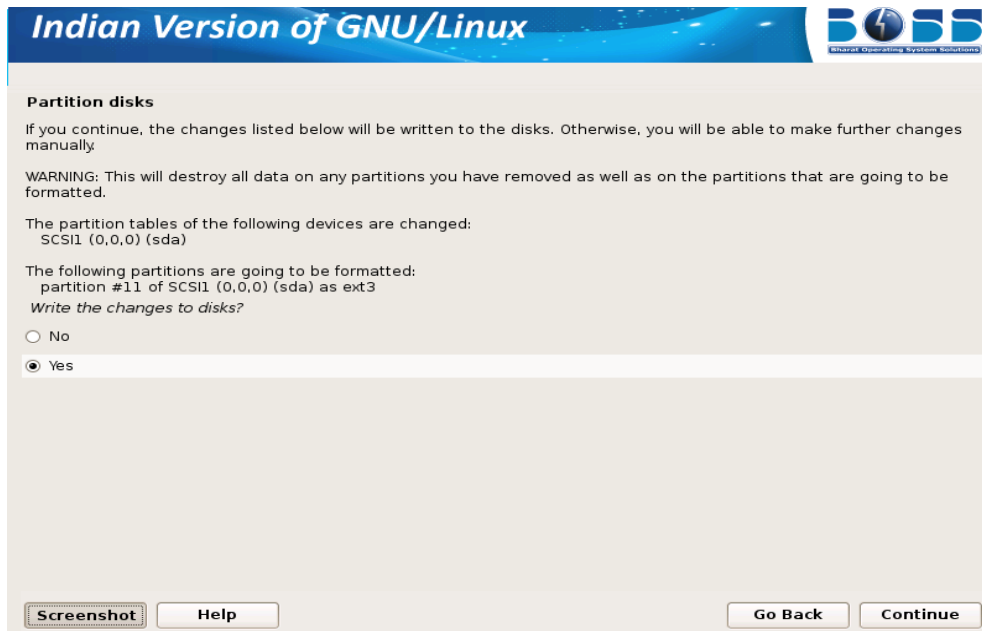 Indian Version of GNU/Linux
BOSS
Bharat Operating System Solutions
Partition disks
If you continue, the changes listed below will be written to the disks. Otherwise, you will be able to make further changes
manually.
WARNING: This will destroy all data on any partitions you have removed as well as on the partitions that are going to be
formatted.
The partition tables of the following devices are changed:
SCSI1 (0,0,0) (sda)
The following partitions are going to be formatted:
partition #11 of SCSI1 (0,0,0) (sda) as ext3
Write the changes to disks?
No
Yes
Screenshot Help Go Back Continue